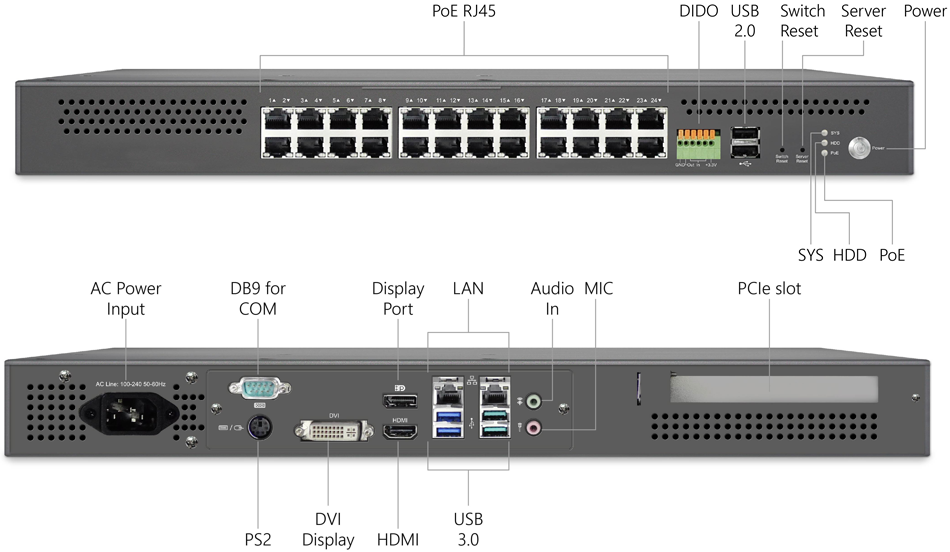 PoE RJ45
DIDO
USB
2.0
Switch
Reset
Server
Reset
Power
1▲ 2▼ 3▲ 4▼ 5▲ 6▼ 7▲ 8▼
9▲ 10▼ 11▲ 12▼ 13▲ 14▼ 15▲ 16▼
17▲ 18▼ 19▲ 20▼ 21▲ 22▼ 23▲ 24▼
SYS
HDD
PoE
Power
Switch
Reset
Server
Reset
SYS
HDD
PoE
AC Power
Input
DB9 for
COM
Display
Port
LAN
Audio
In
MIC
PCIe slot
AC Line: 100-240 50-60Hz
DVI
HDMI
PS2
DVI
Display
HDMI
USB
3.0